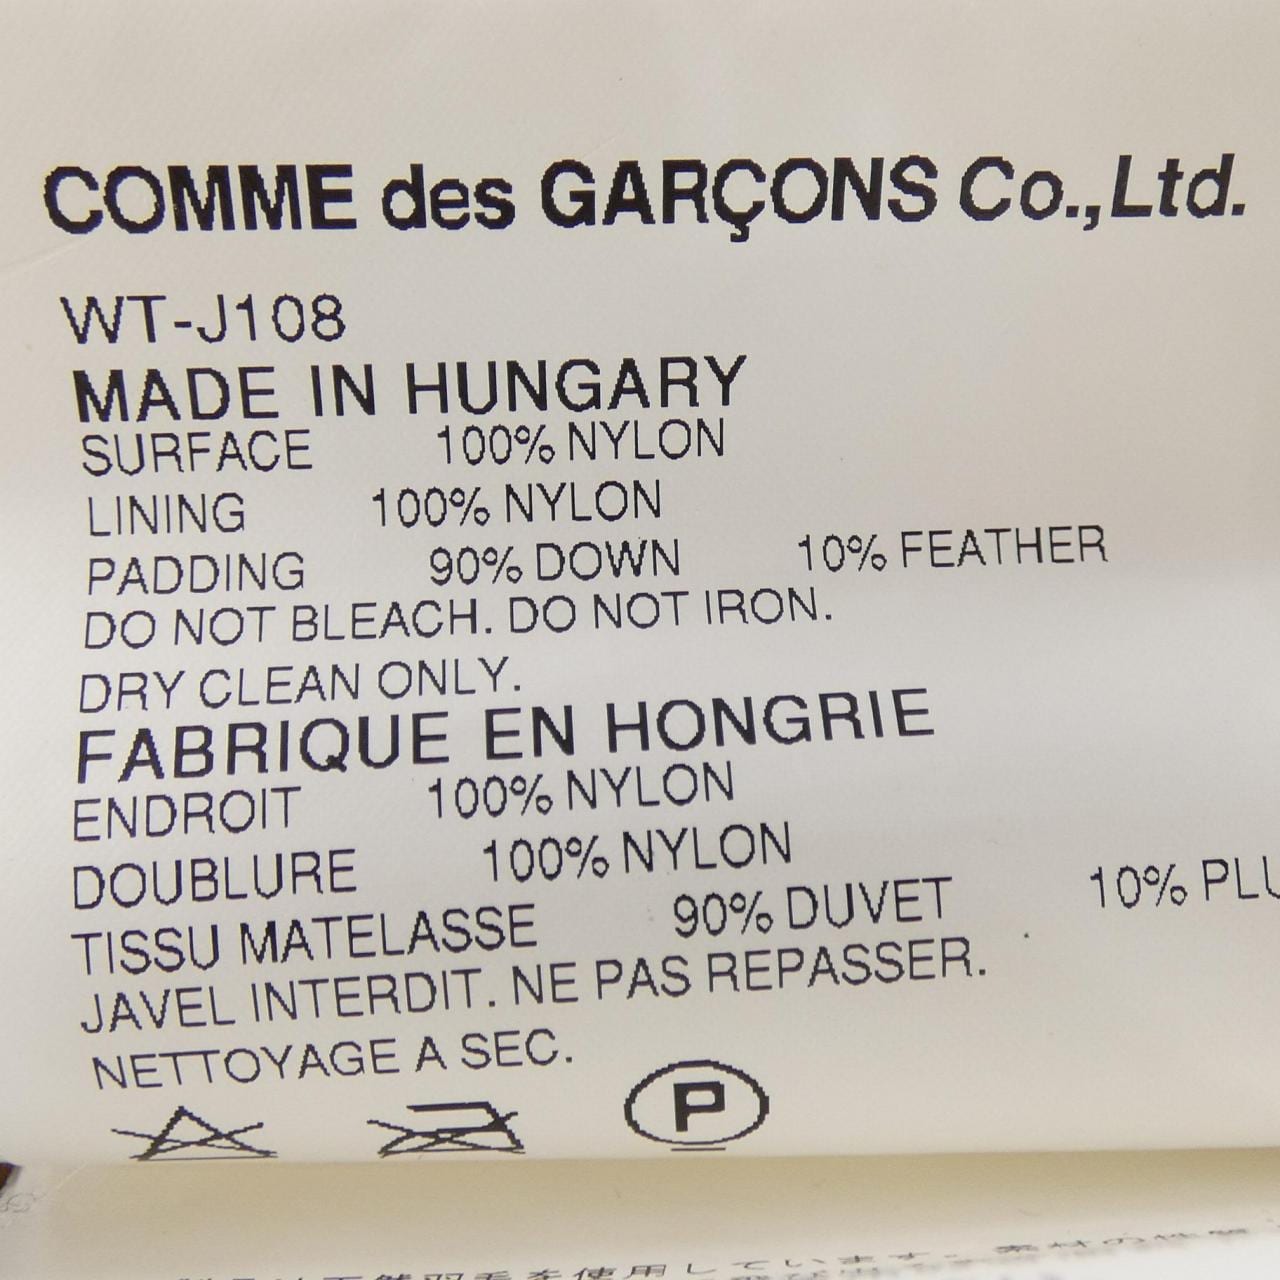 COMME des GARÇONS Co.,Ltd.
WT-J108
MADE IN HUNGARY
SURFACE 100% NYLON
LINING 100% NYLON
PADDING 90% DOWN 10% FEATHER
DO NOT BLEACH. DO NOT IRON.
DRY CLEAN ONLY.
FABRIQUE EN HONGRIE
ENDROIT 100% NYLON
DOUBLURE 100% NYLON
TISSU MATELASSE 90% DUVET 10%
JAVEL INTERDIT. NE PAS REPASSER.
NETTOYAGE A SEC.
P